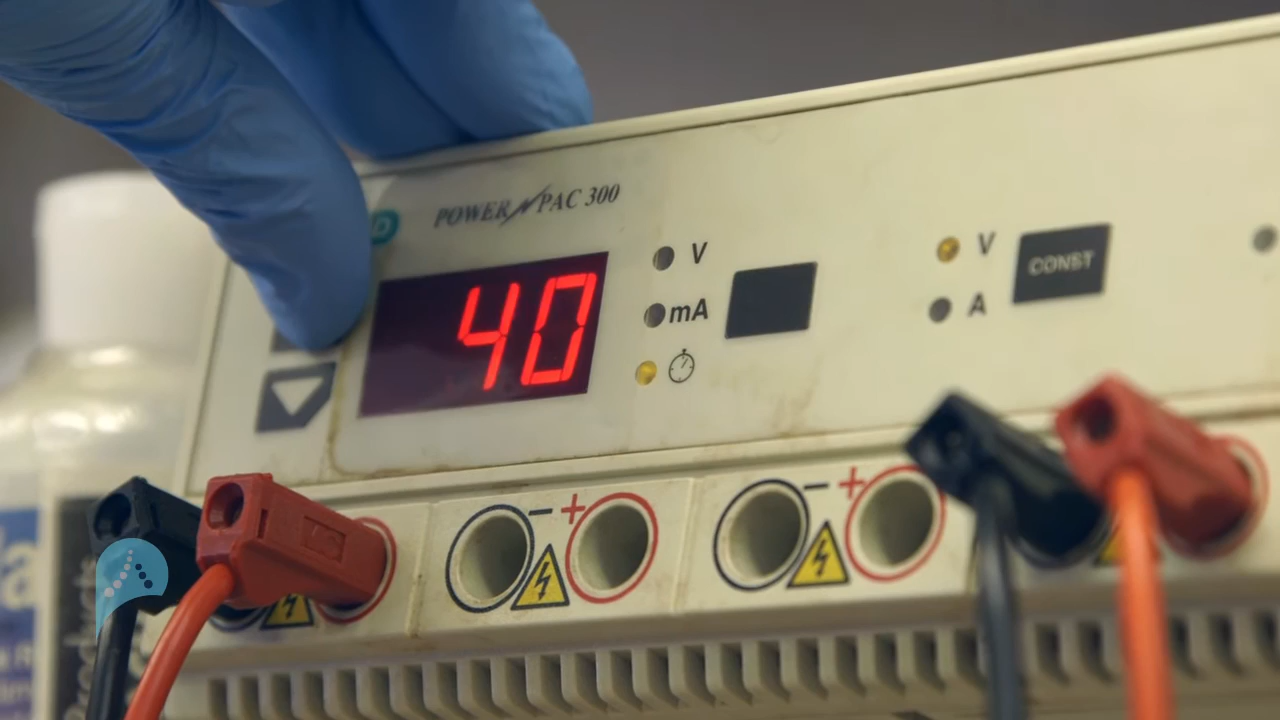 POWER PAC 300
40
V
mA
V
A
CONST
- +
- +